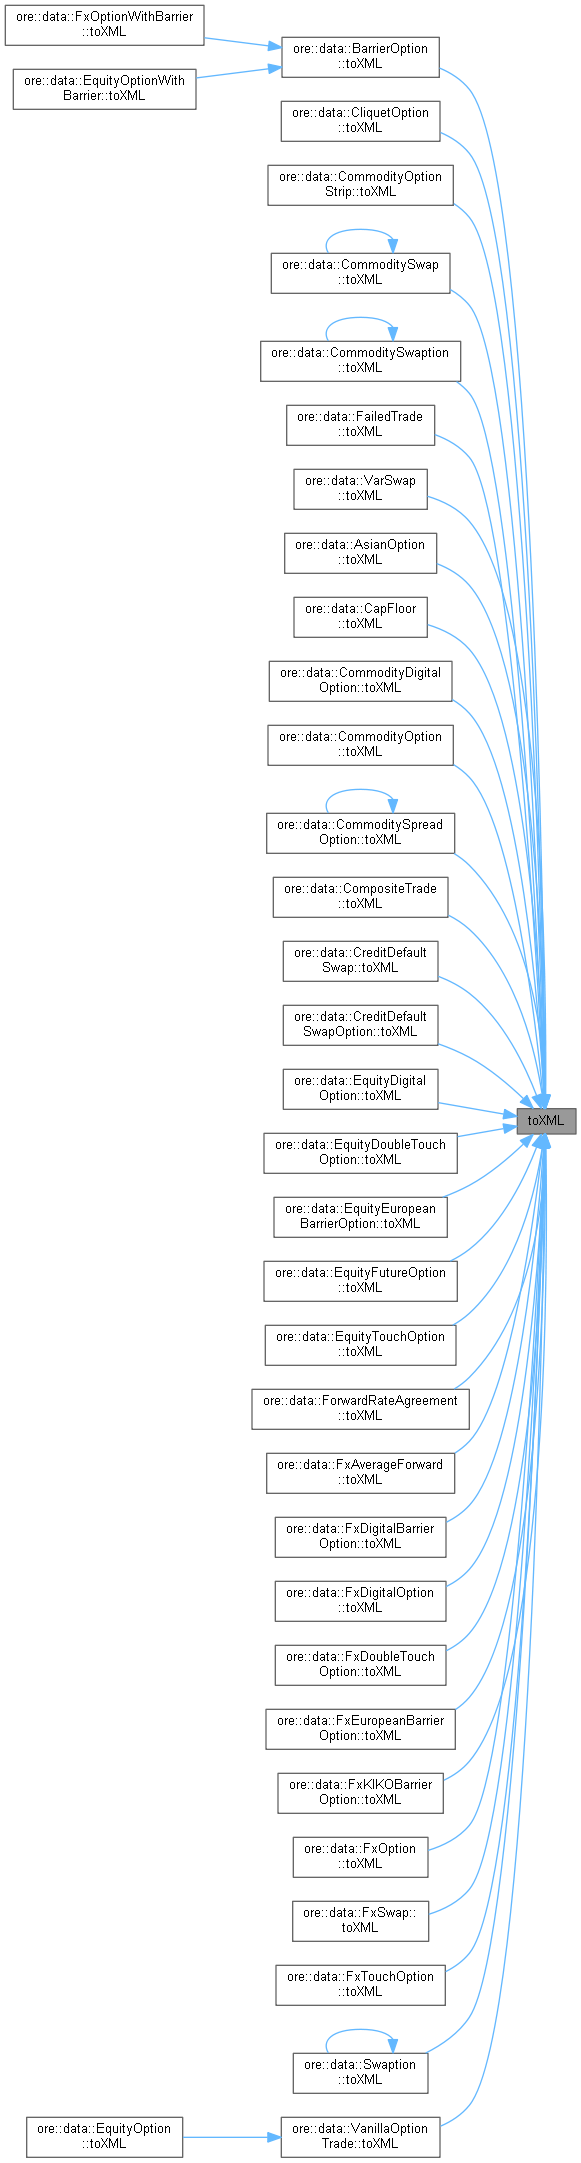 ore::data::FxOptionWithBarrier
::toXML
ore::data::BarrierOption
::toXML
ore::data::EquityOptionWith
Barrier::toXML
ore::data::CliquetOption
::toXML
ore::data::CommodityOption
Strip::toXML
ore::data::CommoditySwap
::toXML
ore::data::CommoditySwaption
::toXML
ore::data::FailedTrade
::toXML
ore::data::VarSwap
::toXML
ore::data::AsianOption
::toXML
ore::data::CapFloor
::toXML
ore::data::CommodityDigital
Option::toXML
ore::data::CommodityOption
::toXML
ore::data::CommoditySpread
Option::toXML
ore::data::CompositeTrade
::toXML
ore::data::CreditDefault
Swap::toXML
ore::data::CreditDefault
SwapOption::toXML
ore::data::EquityDigital
Option::toXML
toXML
ore::data::EquityDoubleTouch
Option::toXML
ore::data::EquityEuropean
BarrierOption::toXML
ore::data::EquityFutureOption
::toXML
ore::data::EquityTouchOption
::toXML
ore::data::ForwardRateAgreement
::toXML
ore::data::FxAverageForward
::toXML
ore::data::FxDigitalBarrier
Option::toXML
ore::data::FxDigitalOption
::toXML
ore::data::FxDoubleTouch
Option::toXML
ore::data::FxEuropeanBarrier
Option::toXML
ore::data::FxKIKOBarrier
Option::toXML
ore::data::FxOption
::toXML
ore::data::FxSwap::
toXML
ore::data::FxTouchOption
::toXML
ore::data::Swaption
::toXML
ore::data::EquityOption
::toXML
ore::data::VanillaOption
Trade::toXML